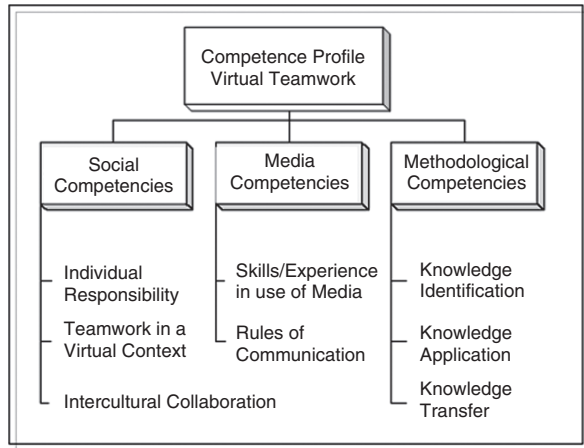 Competence Profile
Virtual Teamwork
Social
Competencies
Individual
Responsibility
Teamwork in a
Virtual Context
Intercultural Collaboration
Media
Competencies
Skills/Experience
in use of Media
Rules of
Communication
Methodological
Competencies
Knowledge
Identification
Knowledge
Application
Knowledge
Transfer